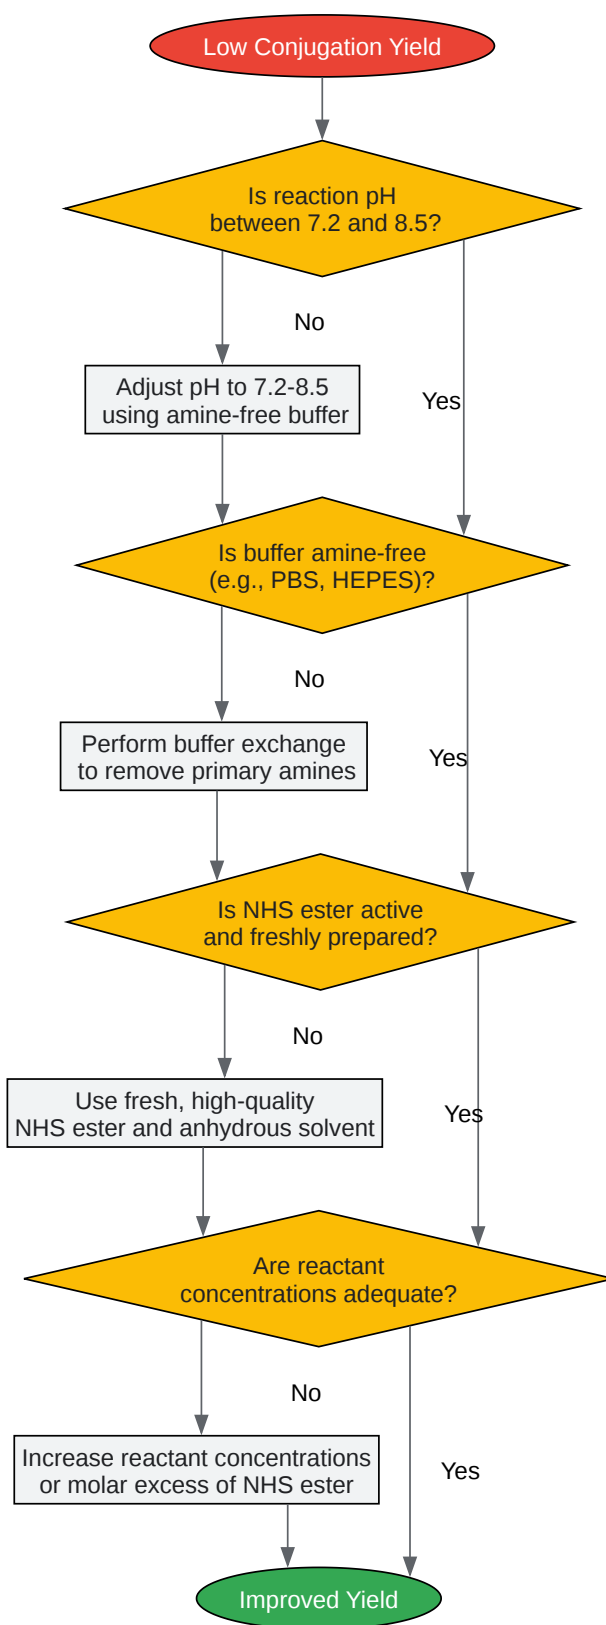 Low Conjugation Yield
Is reaction pH
between 7.2 and 8.5?
No
Adjust pH to 7.2-8.5
using amine-free buffer
Yes
Is buffer amine-free
(e.g., PBS, HEPES)?
No
Perform buffer exchange
to remove primary amines
Yes
Is NHS ester active
and freshly prepared?
No
Use fresh, high-quality
NHS ester and anhydrous solvent
Yes
Are reactant
concentrations adequate?
No
Increase reactant concentrations
or molar excess of NHS ester
Yes
Improved Yield